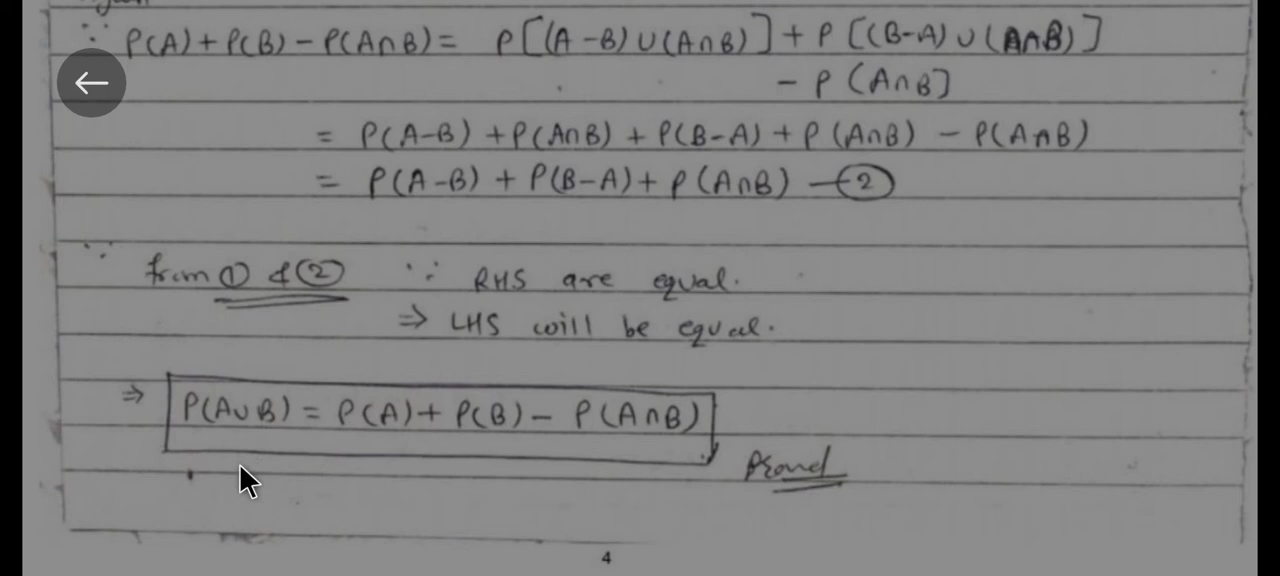 ∵ P(A) + P(B) - P(A∩B) = P[(A-B)∪(A∩B)] + P[(B-A)∪(A∩B)]
- P(A∩B]
= P(A-B) + P(A∩B) + P(B-A) + P(A∩B) - P(A∩B)
= P(A-B) + P(B-A) + P(A∩B) —②
∵ from ① & ② ∵ RHS are equal.
⇒ LHS will be equal.
⇒ P(A∪B) = P(A) + P(B) - P(A∩B)
Proved
4